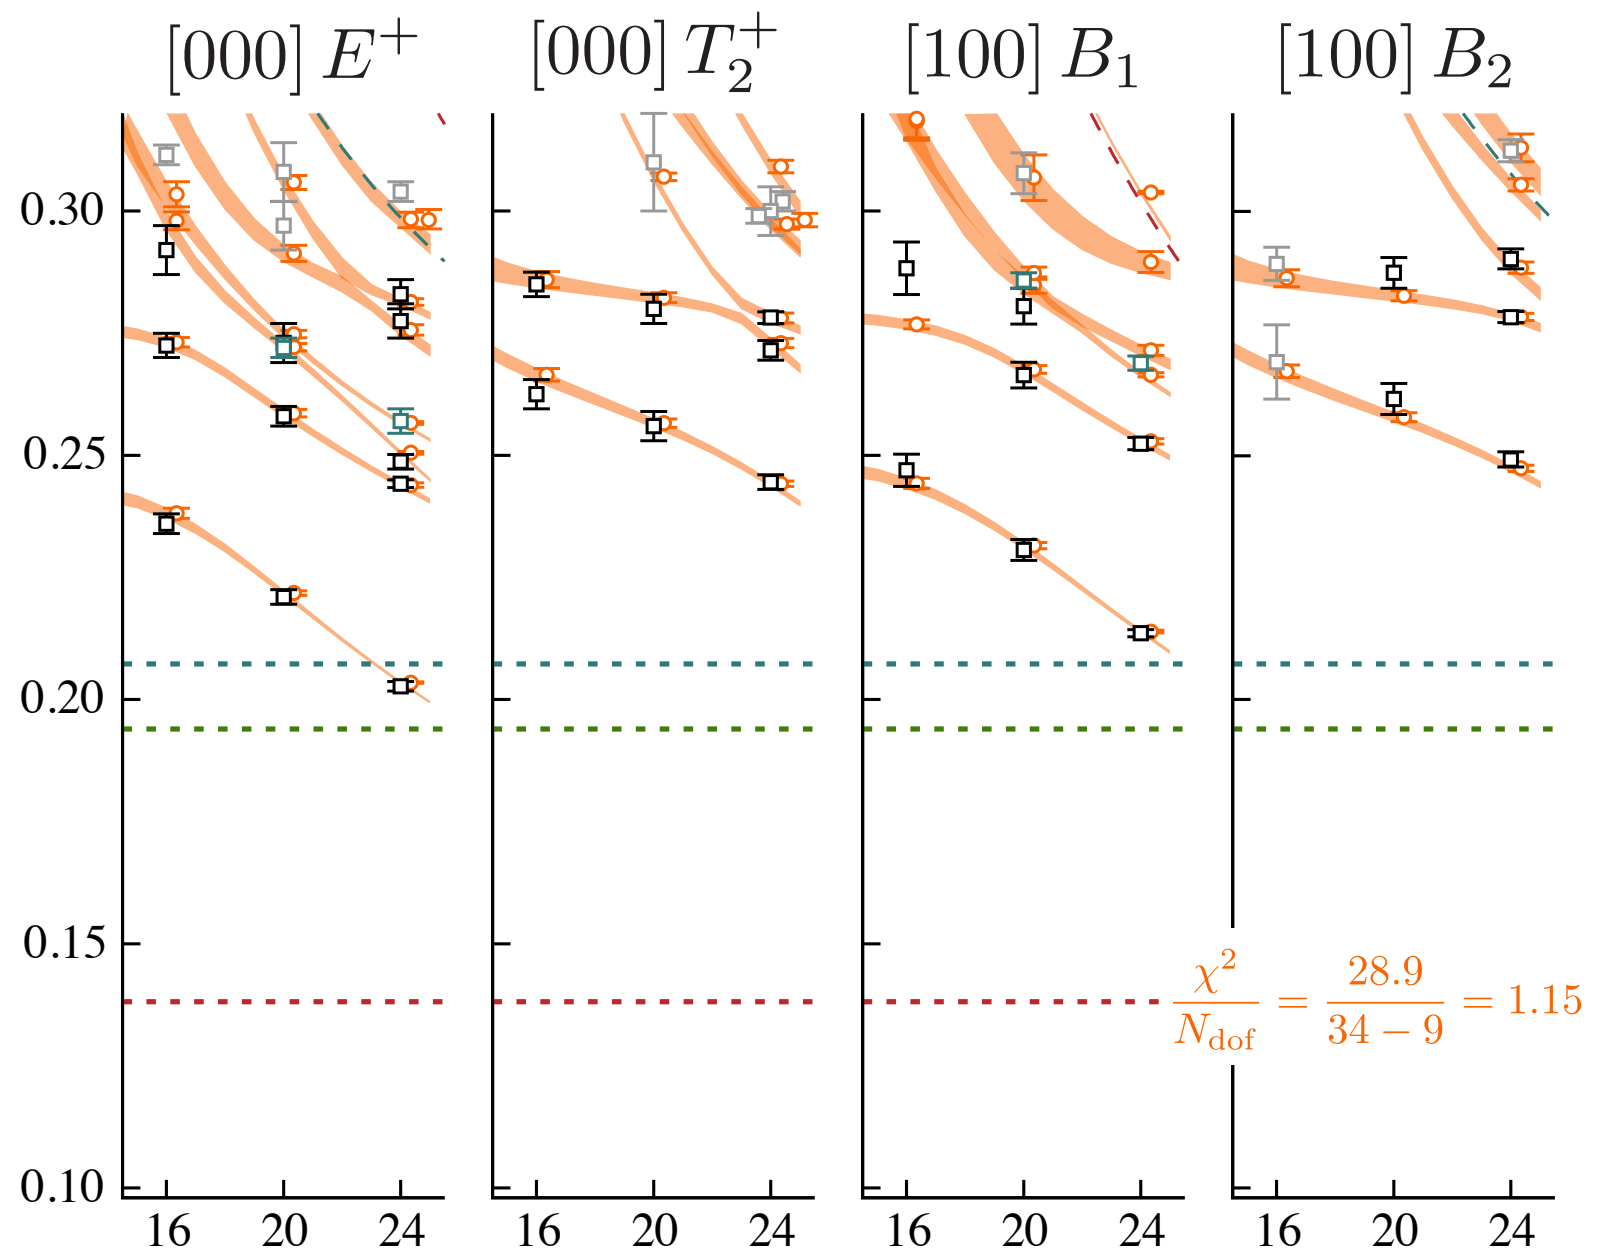 [000] E⁺ [000] T₂⁺ [100] B₁ [100] B₂
0.30
0.25
0.20
0.15
χ²/N_dof = 28.9/(34 − 9) = 1.15
0.10
16 20 24 16 20 24 16 20 24 16 20 24